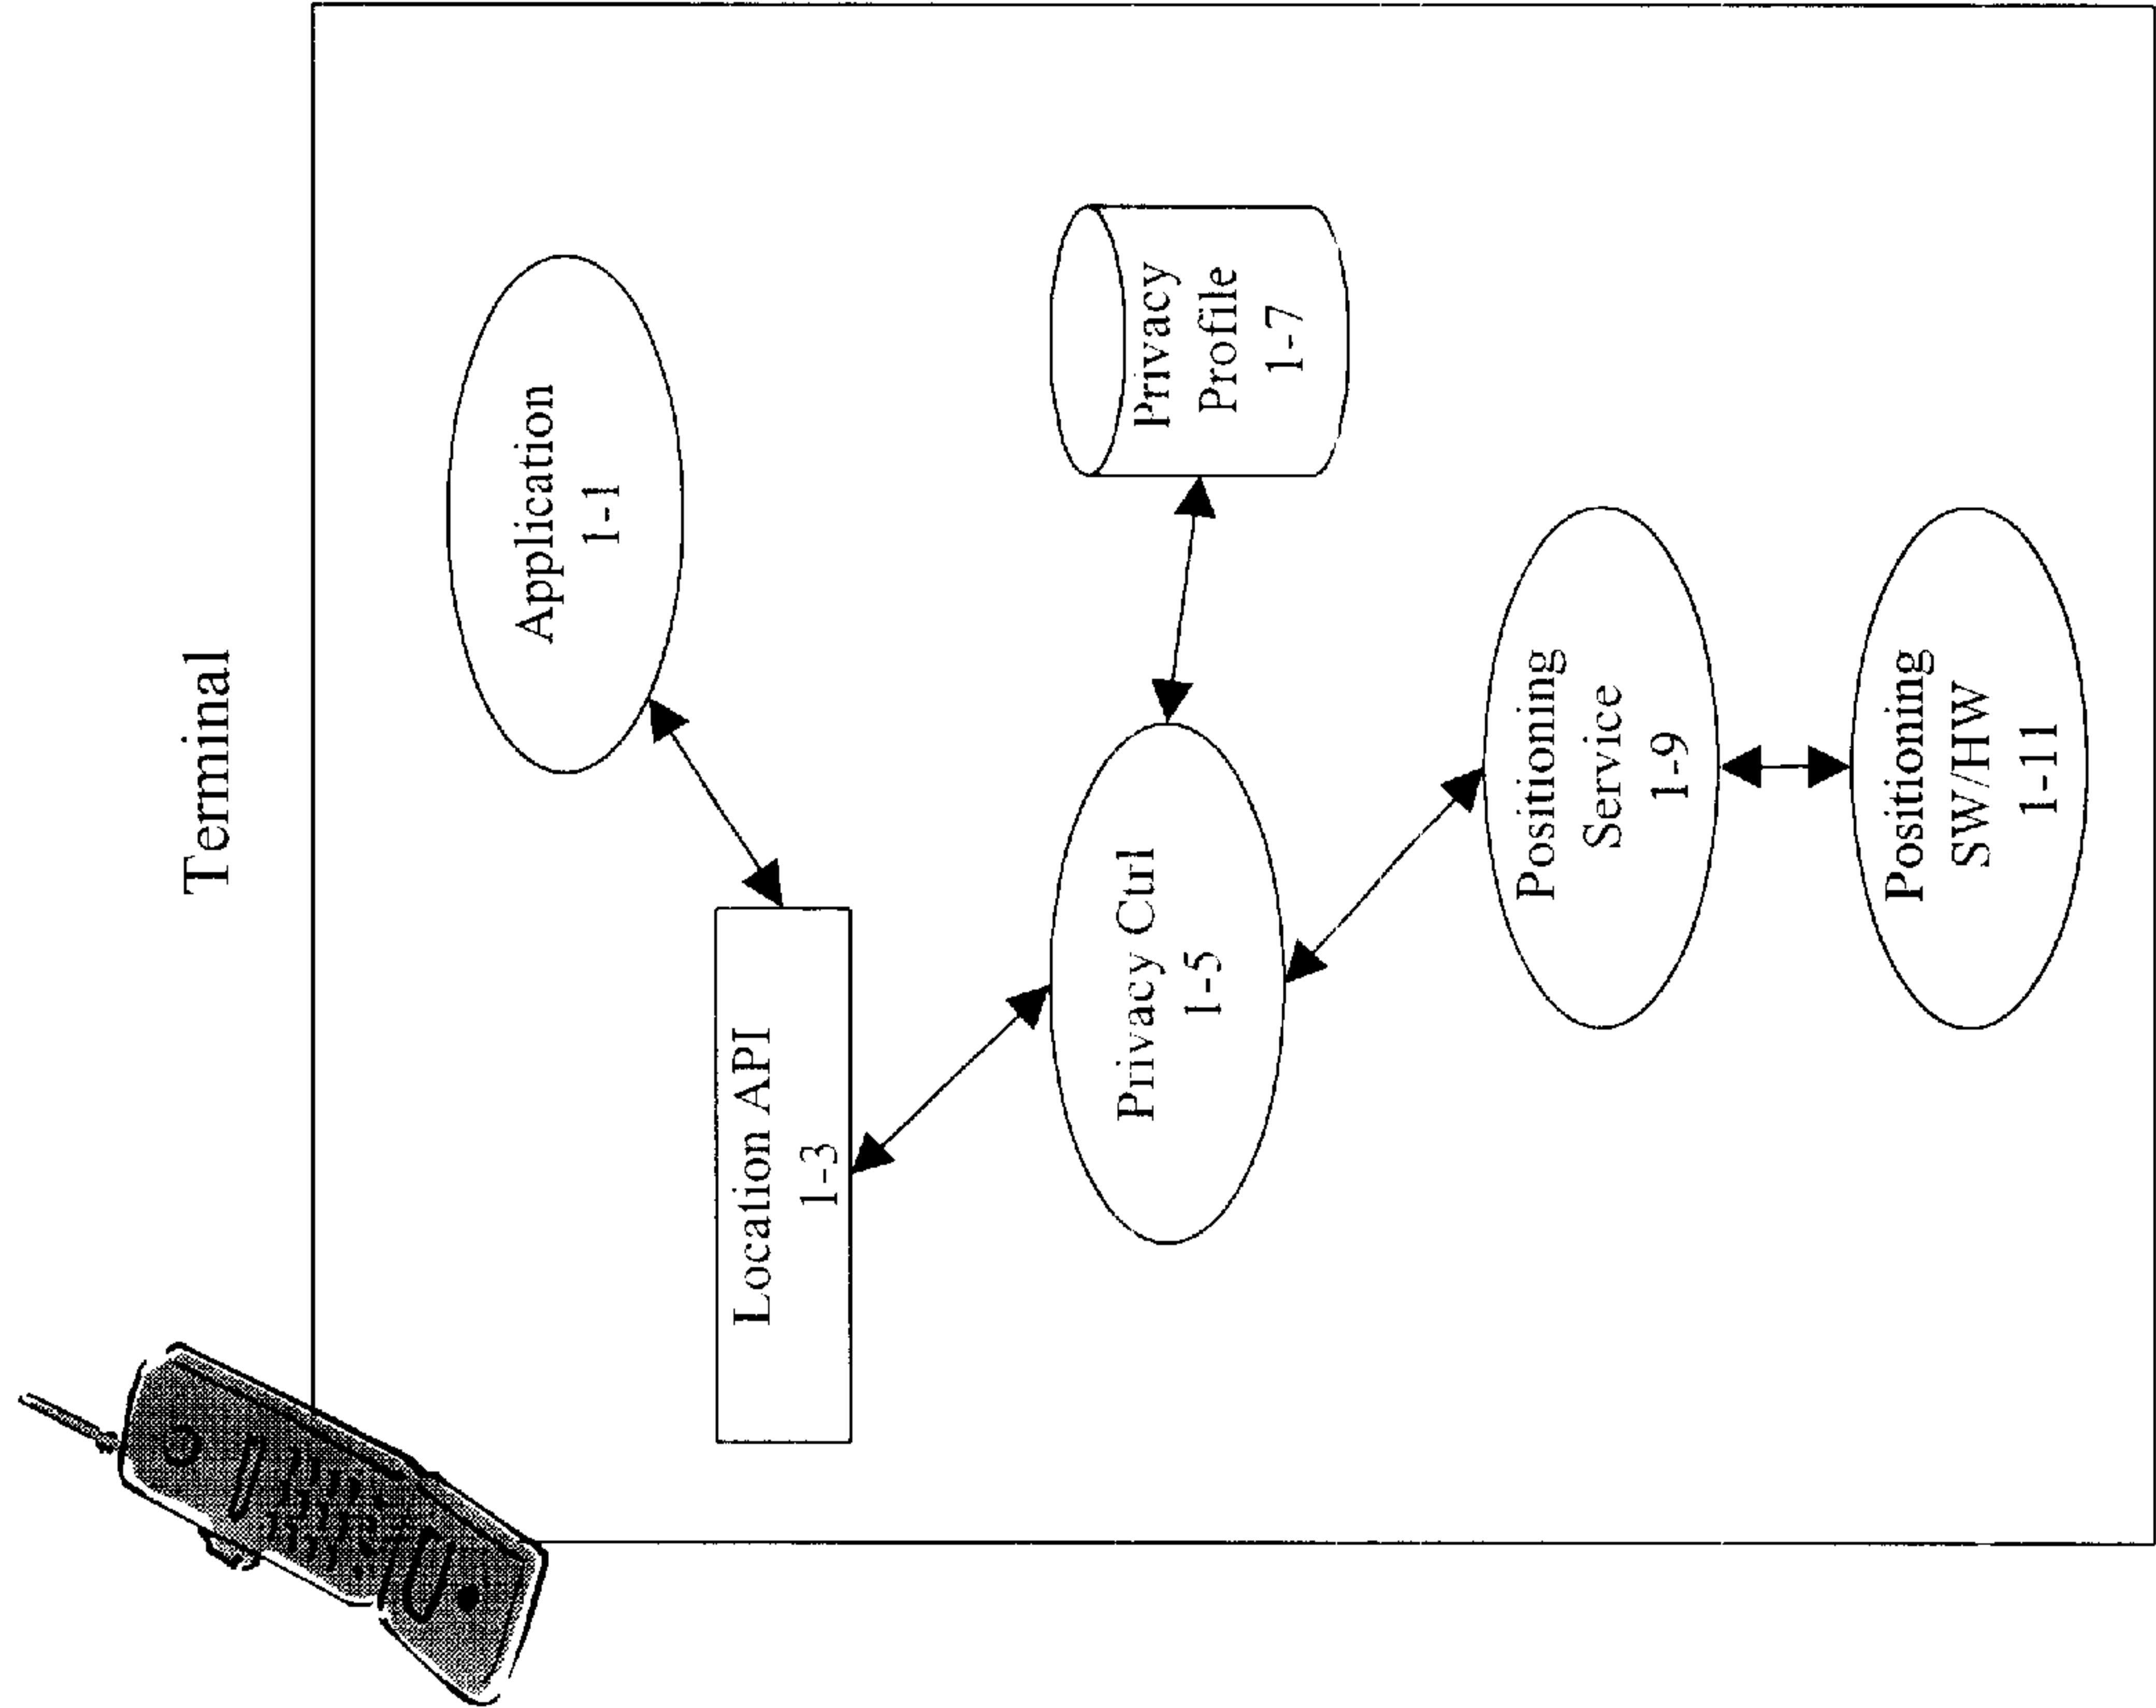 Terminal
Application
1-1
Location API
1-3
Privacy Ctrl
1-5
Privacy
Profile
1-7
Positioning
Service
1-9
Positioning
SW/HW
1-11